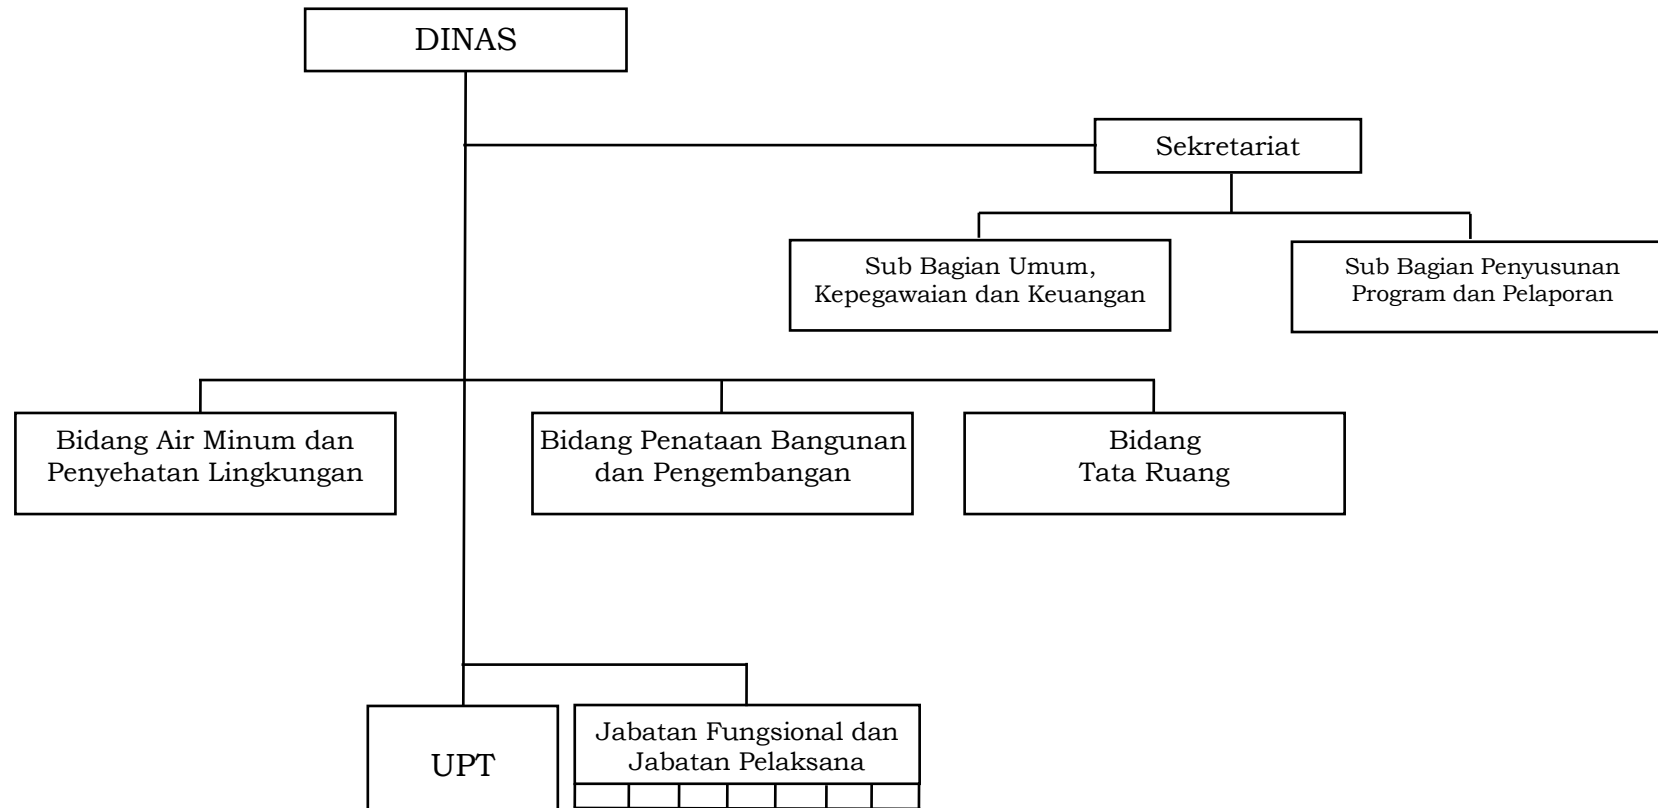 DINAS
Sekretariat
Sub Bagian Umum,
Kepegawaian dan Keuangan
Sub Bagian Penyusunan
Program dan Pelaporan
Bidang Air Minum dan
Penyehatan Lingkungan
Bidang Penataan Bangunan
dan Pengembangan
Bidang
Tata Ruang
UPT
Jabatan Fungsional dan
Jabatan Pelaksana